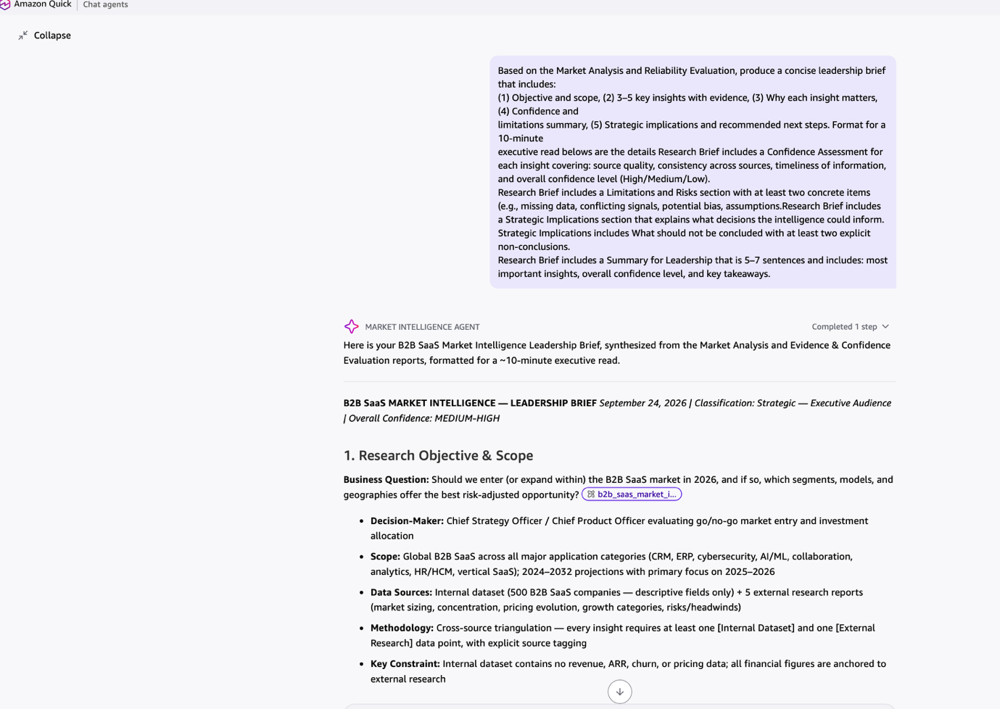 Amazon Quick
Chat agents
Collapse
Based on the Market Analysis and Reliability Evaluation, produce a concise leadership brief
that includes:
(1) Objective and scope, (2) 3–5 key insights with evidence, (3) Why each insight matters,
(4) Confidence and
limitations summary, (5) Strategic implications and recommended next steps. Format for a
10-minute
executive read belows are the details Research Brief includes a Confidence Assessment for
each insight covering: source quality, consistency across sources, timeliness of information,
and overall confidence level (High/Medium/Low).
Research Brief includes a Limitations and Risks section with at least two concrete items
(e.g., missing data, conflicting signals, potential bias, assumptions.Research Brief includes
a Strategic Implications section that explains what decisions the intelligence could inform.
Strategic Implications includes What should not be concluded with at least two explicit
non-conclusions.
Research Brief includes a Summary for Leadership that is 5–7 sentences and includes: most
important insights, overall confidence level, and key takeaways.
MARKET INTELLIGENCE AGENT
Completed 1 step
Here is your B2B SaaS Market Intelligence Leadership Brief, synthesized from the Market Analysis and Evidence & Confidence
Evaluation reports, formatted for a ~10-minute executive read.
B2B SaaS MARKET INTELLIGENCE — LEADERSHIP BRIEF September 24, 2026 | Classification: Strategic — Executive Audience
| Overall Confidence: MEDIUM-HIGH
1. Research Objective & Scope
Business Question: Should we enter (or expand within) the B2B SaaS market in 2026, and if so, which segments, models, and
geographies offer the best risk-adjusted opportunity? b2b_saas_market_i...
• Decision-Maker: Chief Strategy Officer / Chief Product Officer evaluating go/no-go market entry and investment
allocation
• Scope: Global B2B SaaS across all major application categories (CRM, ERP, cybersecurity, AI/ML, collaboration,
analytics, HR/HCM, vertical SaaS); 2024–2032 projections with primary focus on 2025–2026
• Data Sources: Internal dataset (500 B2B SaaS companies — descriptive fields only) + 5 external research reports
(market sizing, concentration, pricing evolution, growth categories, risks/headwinds)
• Methodology: Cross-source triangulation — every insight requires at least one [Internal Dataset] and one [External
Research] data point, with explicit source tagging
• Key Constraint: Internal dataset contains no revenue, ARR, churn, or pricing data; all financial figures are anchored to
external research